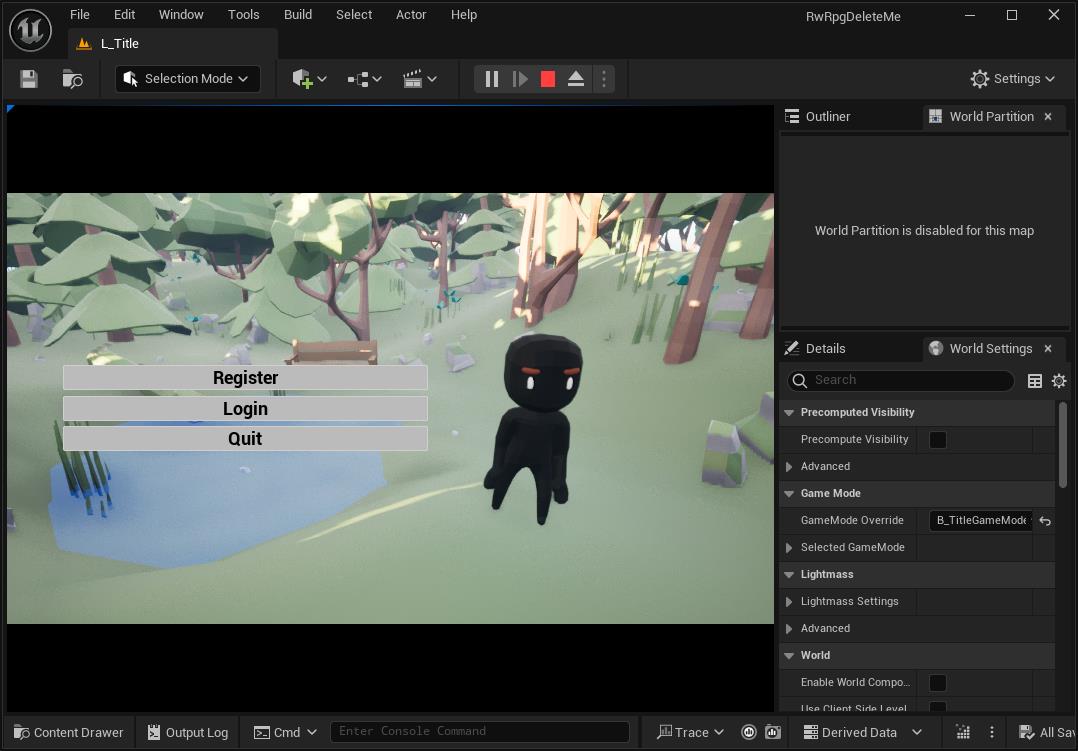 File Edit Window Tools Build Select Actor Help RwRpgDeleteMe
L_Title
Selection Mode Settings
Outliner World Partition
World Partition is disabled for this map
Register
Login
Quit
Details World Settings
Search
Precomputed Visibility
Precompute Visibility
Advanced
Game Mode
GameMode Override B_TitleGameMode
Selected GameMode
Lightmass
Lightmass Settings
Advanced
World
Enable World Compo...
Use Client Side Level
Content Drawer Output Log Cmd Enter Console Command Trace Derived Data All Sav